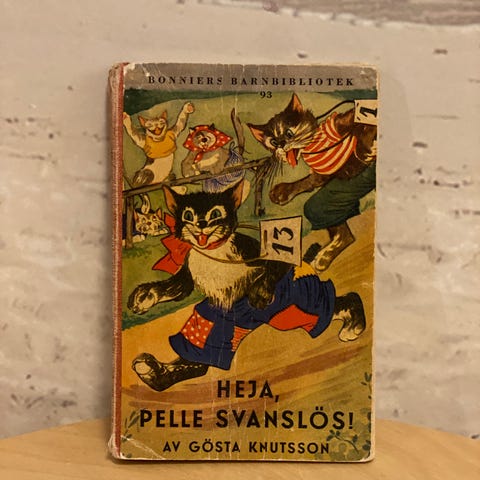 BONNIERS BARNBIBLIOTEK
93
1
13
HEJA,
PELLE SVANSLÖS!
AV GÖSTA KNUTSSON